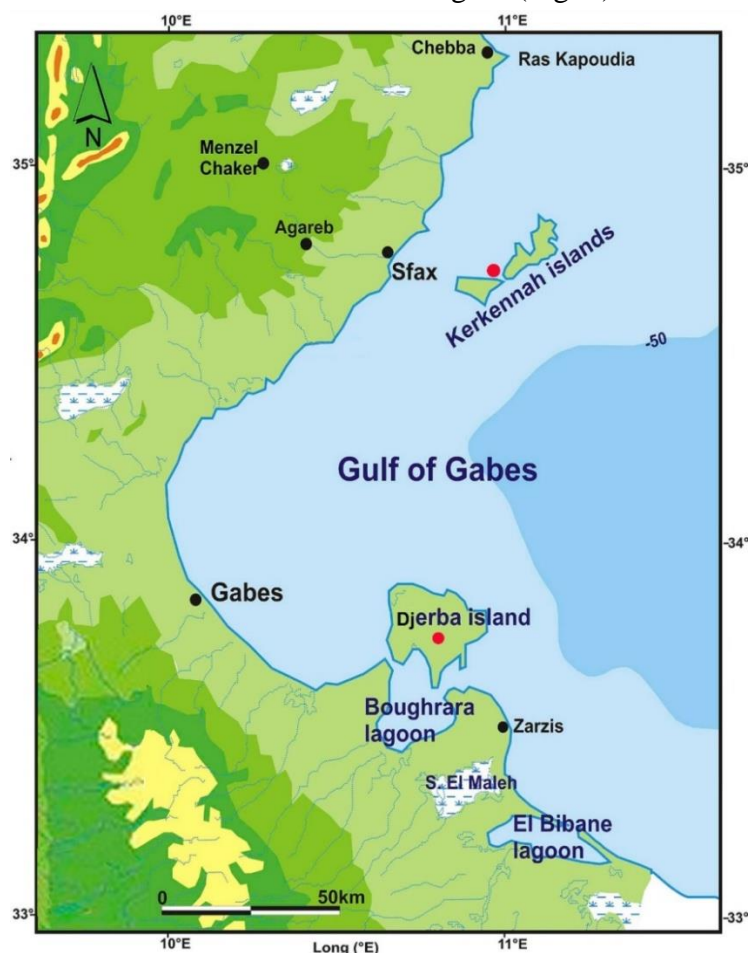 10°E
11°E
Chebba
Ras Kapoudia
N
Menzel
Chaker
35°
-35°
Agareb
Sfax
Kerkennah islands
-50
Gulf of Gabes
34°
-34°
Gabes
Djerba island
Boughrara
lagoon
Zarzis
S. El Maleh
El Bibane
lagoon
0
50km
33°
-33°
10°E
Long (°E)
11°E